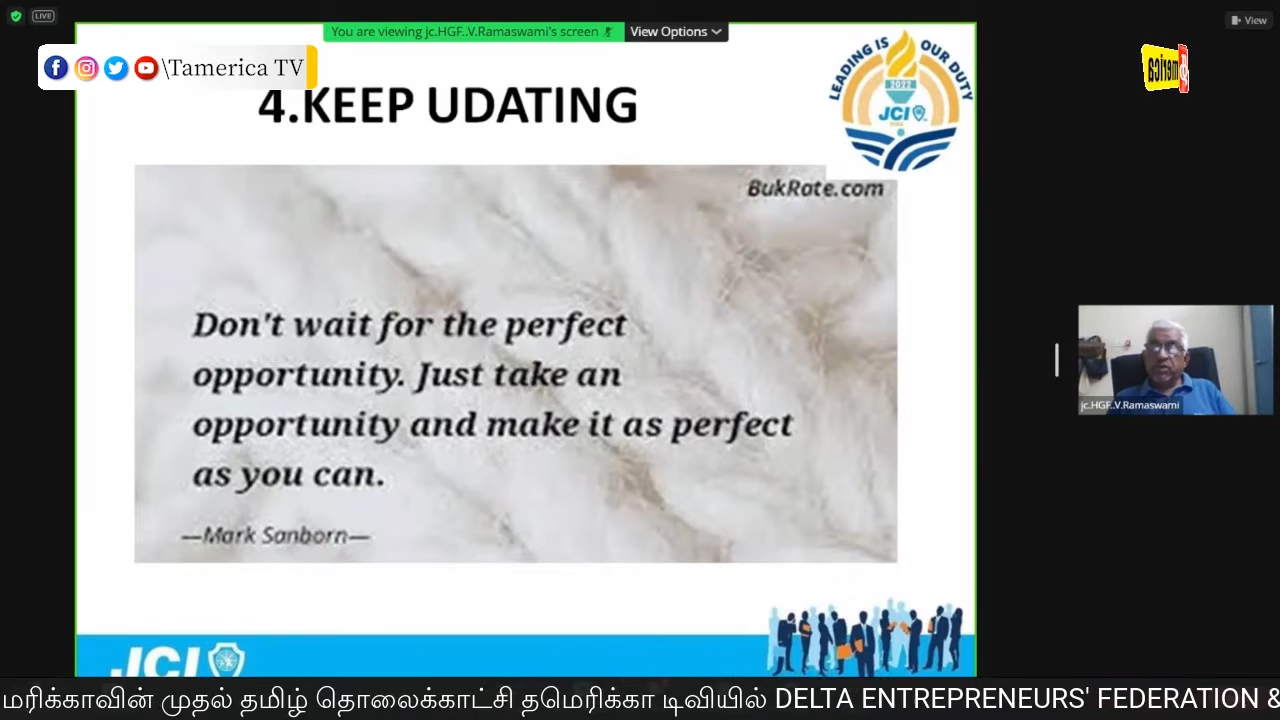 LIVE
You are viewing jc.HGF..V.Ramaswami's screen
View Options
View
\Tamerica TV
4.KEEP UDATING
LEADING IS OUR DUTY
2022
JCI
BukRate.com
Don't wait for the perfect
opportunity. Just take an
opportunity and make it as perfect
as you can.
—Mark Sanborn—
jc.HGF..V.Ramaswami
JCI
மரிக்காவின் முதல் தமிழ் தொலைக்காட்சி தமெரிக்கா டிவியில் DELTA ENTREPRENEURS' FEDERATION &